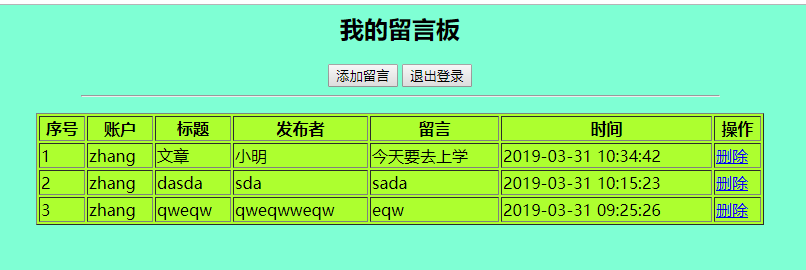 我的留言板
添加留言 退出登录
序号 账户 标题 发布者 留言 时间 操作
1 zhang 文章 小明 今天要去上学 2019-03-31 10:34:42 删除
2 zhang dasda sda sada 2019-03-31 10:15:23 删除
3 zhang qweqw qweqwweqw eqw 2019-03-31 09:25:26 删除